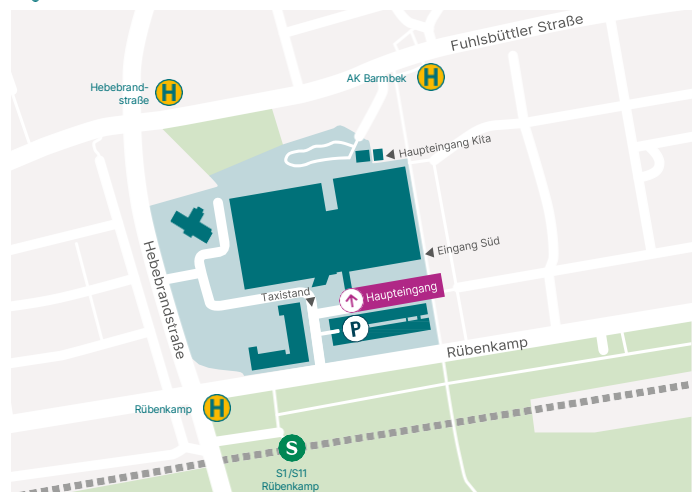 Fuhlsbüttler Straße
AK Barmbek
H
Hebebrand-
straße
H
Haupteingang Kita
Eingang Süd
Hebebrandstraße
Taxistand
Haupteingang
P
Rübenkamp
Rübenkamp
H
S
S1/S11
Rübenkamp